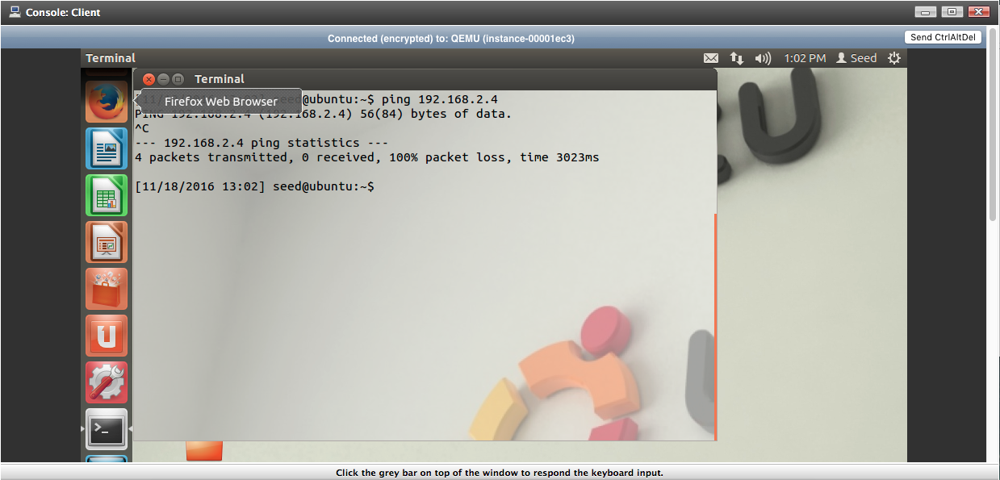 Console: Client
Connected (encrypted) to: QEMU (instance-00001ec3)
Send CtrlAltDel
Terminal
1:02 PM
Seed
Terminal
Firefox Web Browser
seed@ubuntu:~$ ping 192.168.2.4
PING 192.168.2.4 (192.168.2.4) 56(84) bytes of data.
^C
--- 192.168.2.4 ping statistics ---
4 packets transmitted, 0 received, 100% packet loss, time 3023ms
[11/18/2016 13:02] seed@ubuntu:~$
>_
Click the grey bar on top of the window to respond the keyboard input.